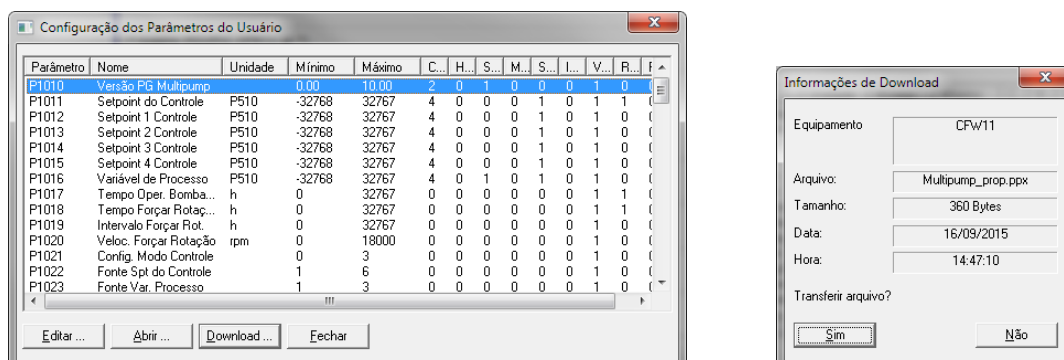 Configuração dos Parâmetros do Usuário
Parâmetro Nome Unidade Mínimo Máximo C... H... S... M... S... I... V... R... F
P1010 Versão PG Multipump 0.00 10.00 2 0 1 0 0 0 1 0
P1011 Setpoint do Controle P510 -32768 32767 4 0 0 0 1 0 1 1
P1012 Setpoint 1 Controle P510 -32768 32767 4 0 0 0 1 0 1 0
P1013 Setpoint 2 Controle P510 -32768 32767 4 0 0 0 1 0 1 0
P1014 Setpoint 3 Controle P510 -32768 32767 4 0 0 0 1 0 1 0
P1015 Setpoint 4 Controle P510 -32768 32767 4 0 0 0 1 0 1 0
P1016 Variável de Processo P510 -32768 32767 4 0 1 0 1 0 1 0
P1017 Tempo Oper. Bomba... h 0 32767 0 0 0 0 0 0 1 1
P1018 Tempo Forçar Rotaç... h 0 32767 0 0 0 0 0 0 1 1
P1019 Intervalo Forçar Rot. h 0 32767 0 0 0 0 0 0 1 0
P1020 Veloc. Forçar Rotação rpm 0 18000 0 0 0 0 0 0 1 0
P1021 Config. Modo Controle 0 3 0 0 0 0 0 0 1 0
P1022 Fonte Spt do Controle 1 6 0 0 0 0 0 0 1 0
P1023 Fonte Var. Processo 1 3 0 0 0 0 0 0 1 0
Editar ... Abrir ... Download ... Fechar
Informações de Download
Equipamento CFW11
Arquivo: Multipump_prop.ppx
Tamanho: 360 Bytes
Data: 16/09/2015
Hora: 14:47:10
Transferir arquivo?
Sim Não